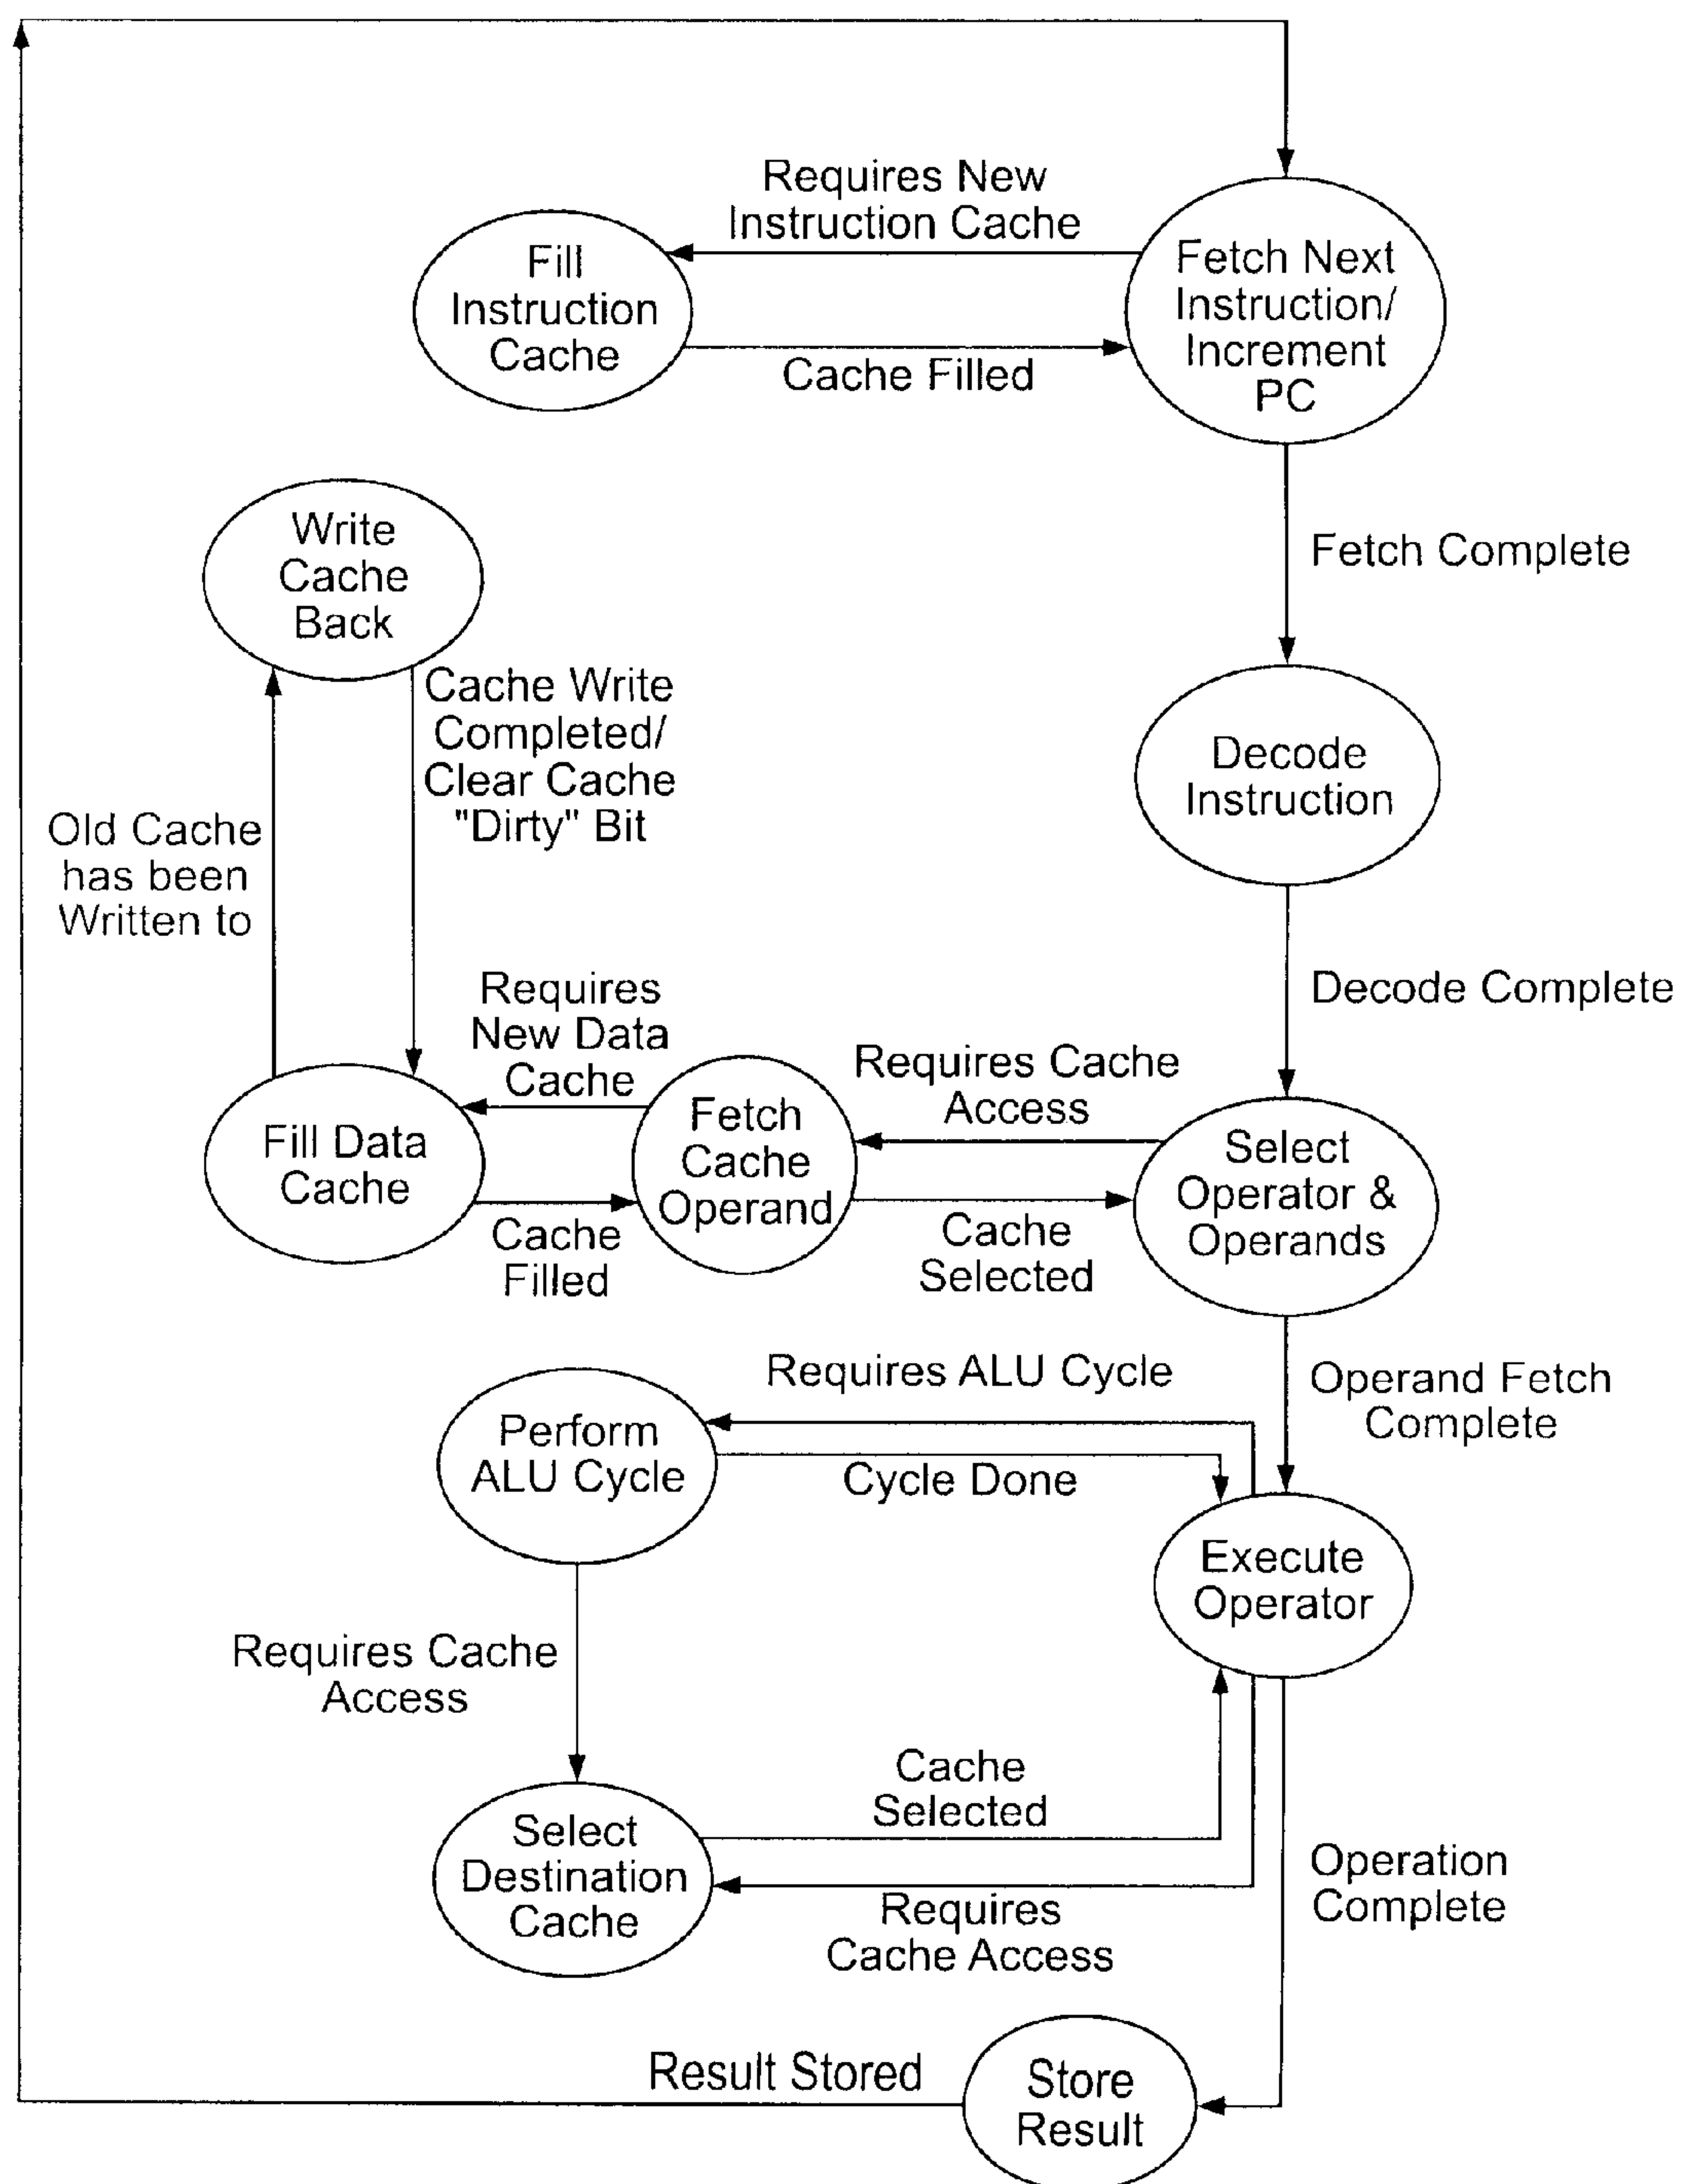 Requires New
Instruction Cache
Fill
Instruction
Cache
Fetch Next
Instruction/
Increment
PC
Cache Filled
Write
Cache
Back
Fetch Complete
Cache Write
Completed/
Clear Cache
"Dirty" Bit
Old Cache
has been
Written to
Decode
Instruction
Decode Complete
Requires
New Data
Cache
Requires Cache
Access
Fill Data
Cache
Fetch
Cache
Operand
Select
Operator &
Operands
Cache
Filled
Cache
Selected
Requires ALU Cycle
Operand Fetch
Complete
Perform
ALU Cycle
Cycle Done
Execute
Operator
Requires Cache
Access
Cache
Selected
Select
Destination
Cache
Requires
Cache Access
Operation
Complete
Result Stored
Store
Result